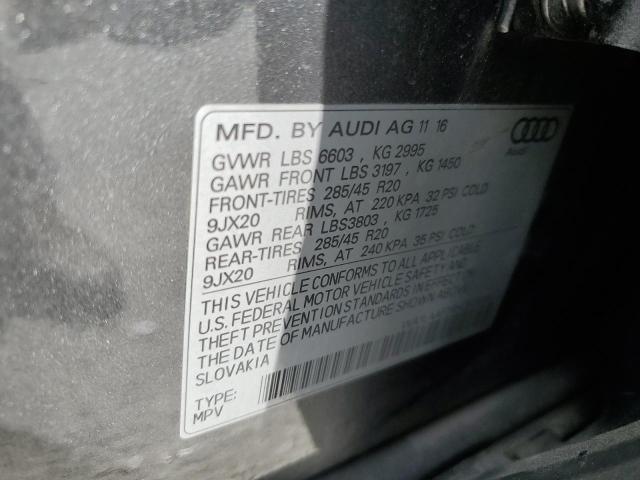 MFD. BY AUDI AG 11 16
GVWR LBS 6603 , KG 2995
GAWR FRONT LBS 3197 , KG 1450
FRONT-TIRES 285/45 R20
9JX20 RIMS, AT 220 KPA 32 PSI COLD
GAWR REAR LBS3803 , KG 1725
REAR-TIRES 285/45 R20
9JX20 RIMS, AT 240 KPA 35 PSI COLD
THIS VEHICLE CONFORMS TO ALL APPLICABLE
U.S. FEDERAL MOTOR VEHICLE SAFETY AND
THEFT PREVENTION STANDARDS IN EFFECT ON
THE DATE OF MANUFACTURE SHOWN ABOVE.
SLOVAKIA
TYPE:
MPV
Audi